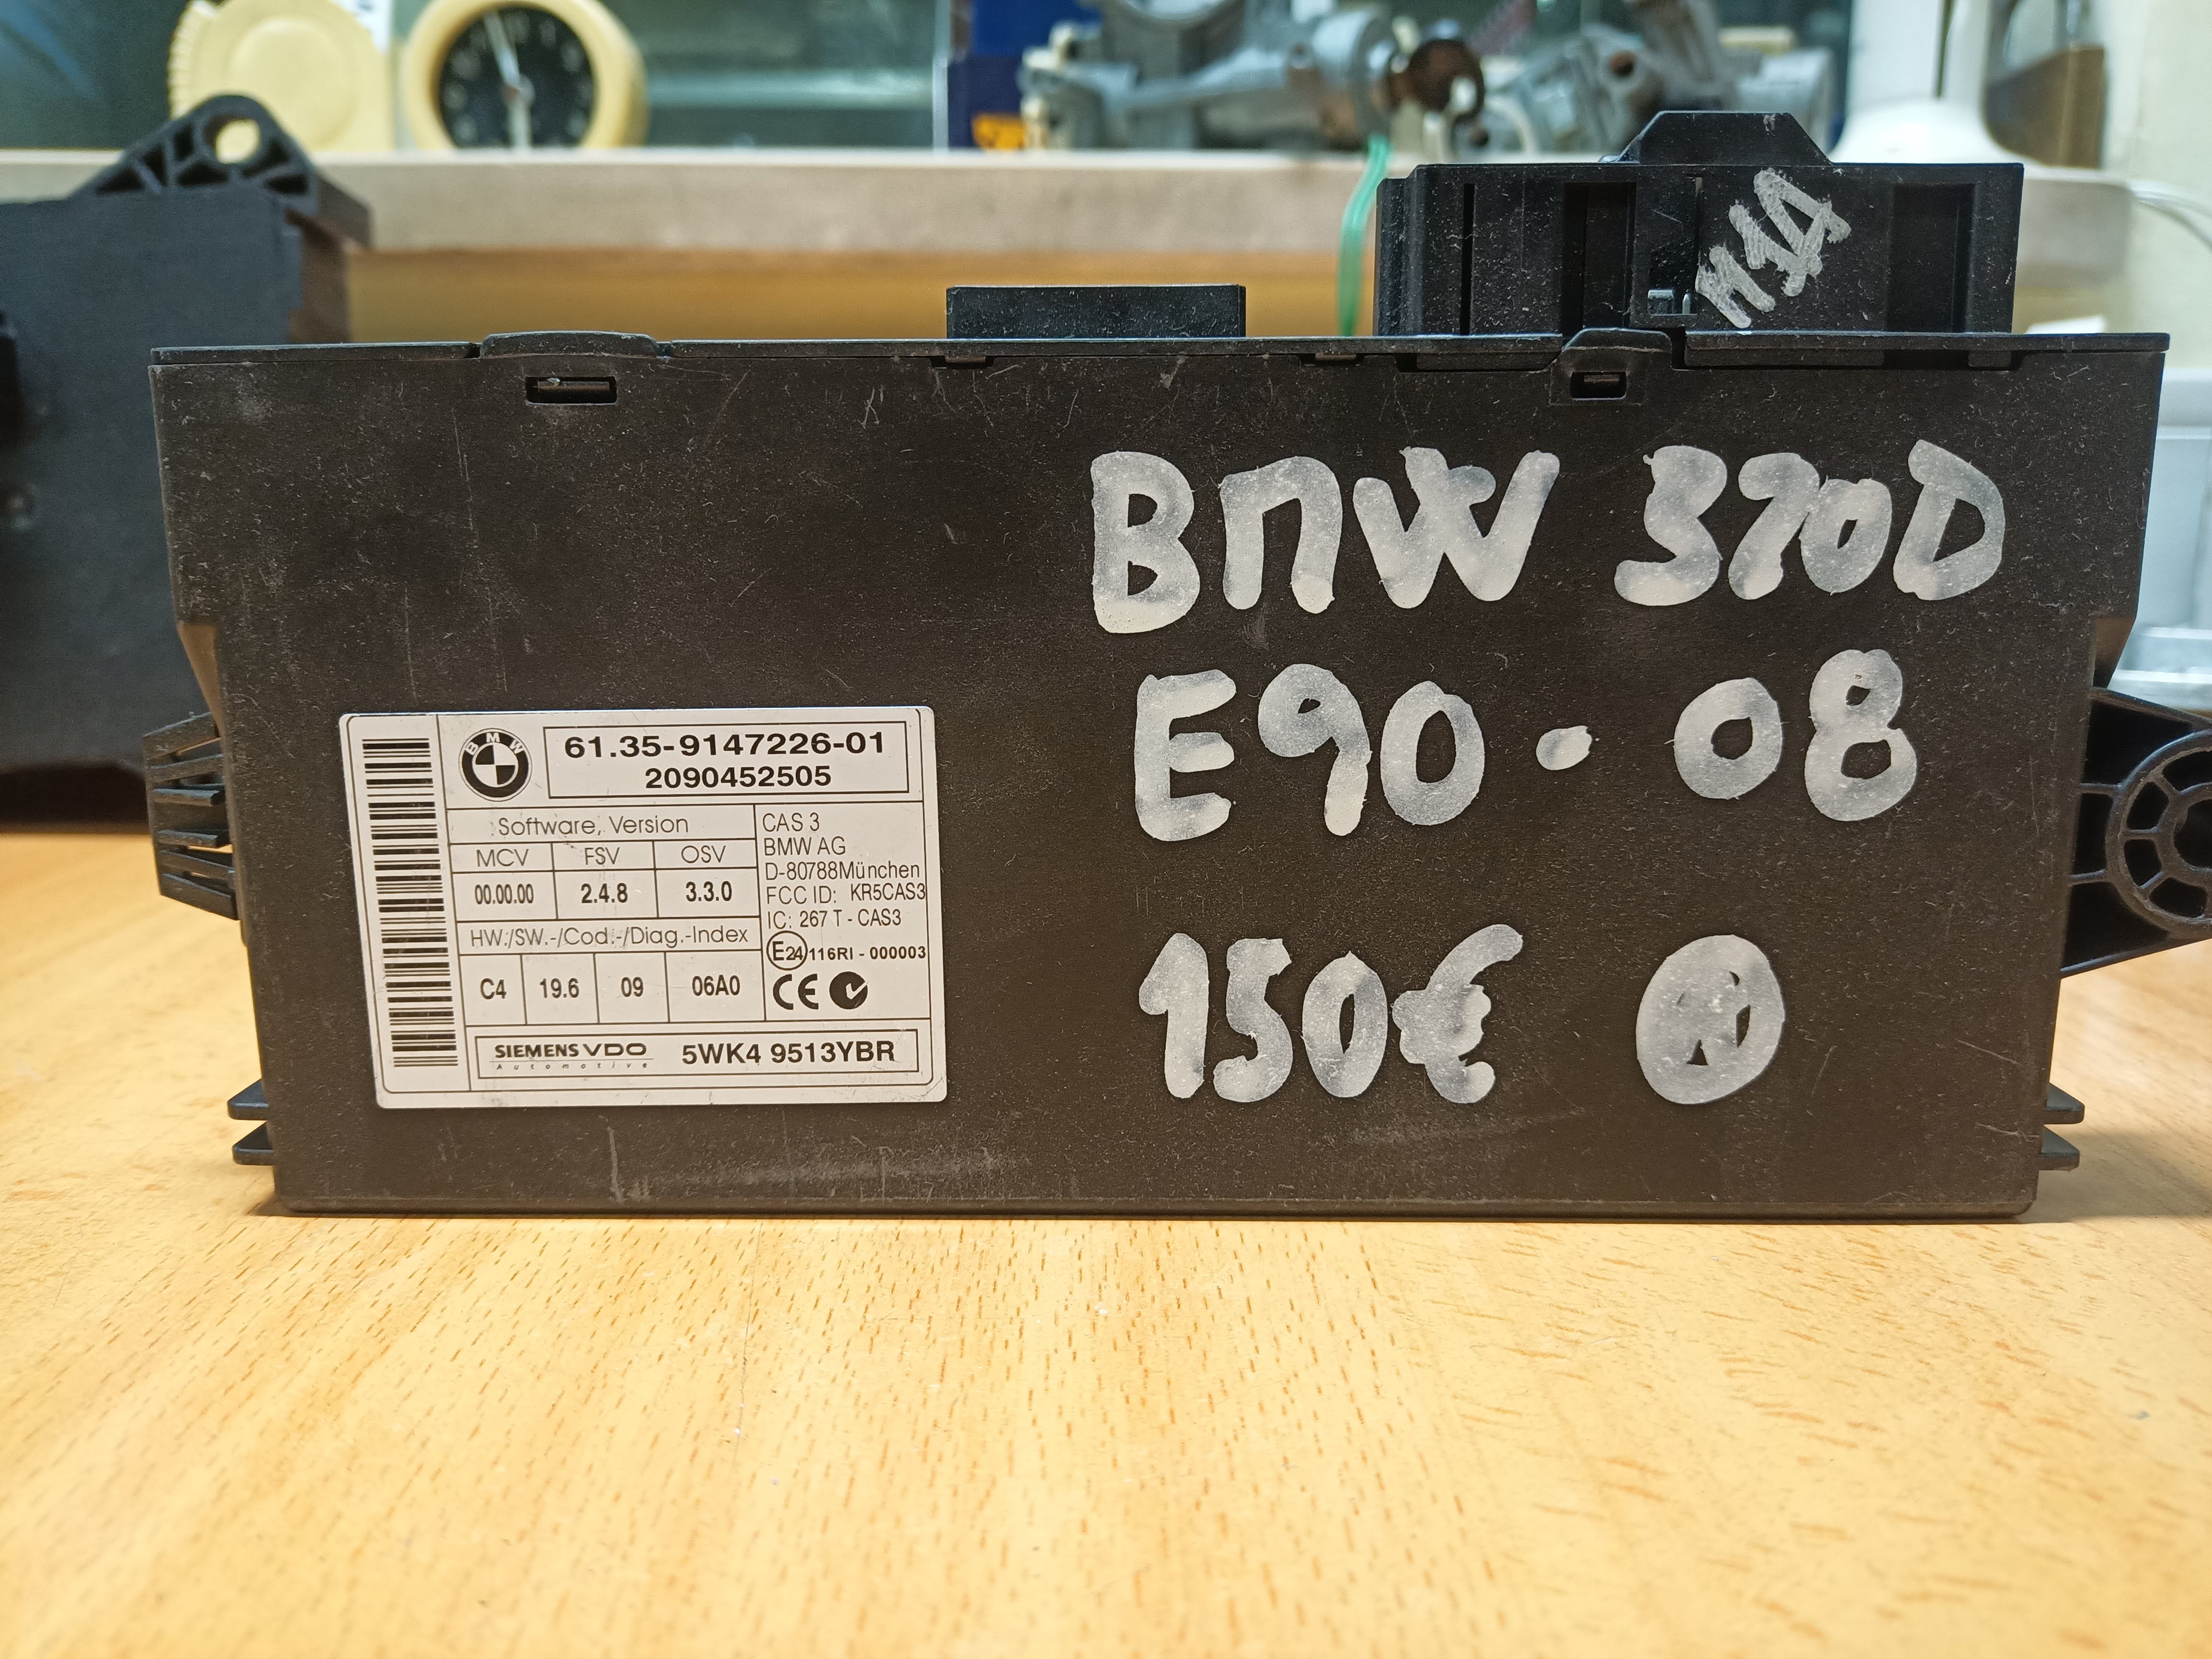 M14
BMW 370D
E90 - 08
150€
BMW
61.35-9147226-01
2090452505
Software, Version
MCV FSV OSV
00.00.00 2.4.8 3.3.0
HW./SW.-/Cod.-/Diag.-Index
C4 19.6 09 06A0
CAS 3
BMW AG
D-80788München
FCC ID: KR5CAS3
IC: 267 T - CAS3
E24 116RI - 000003
CE
SIEMENS VDO 5WK4 9513YBR
Automotive